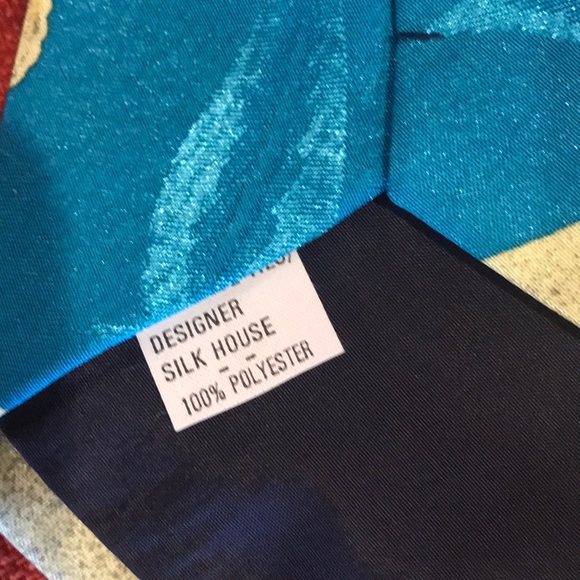 DESIGNER
SILK HOUSE
- -
100% POLYESTER